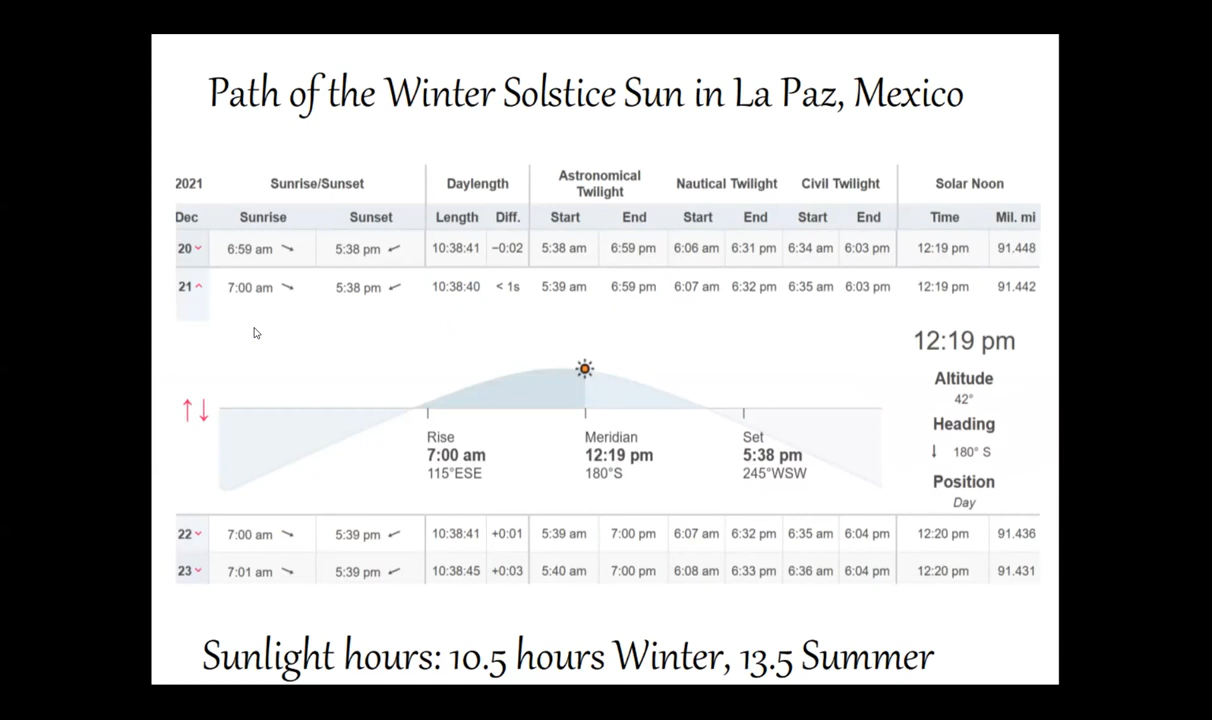 Path of the Winter Solstice Sun in La Paz, Mexico
2021 Sunrise/Sunset Daylength Astronomical Twilight Nautical Twilight Civil Twilight Solar Noon
Dec Sunrise Sunset Length Diff. Start End Start End Start End Time Mil. mi
20 6:59 am 5:38 pm 10:38:41 −0:02 5:38 am 6:59 pm 6:06 am 6:31 pm 6:34 am 6:03 pm 12:19 pm 91.448
21 7:00 am 5:38 pm 10:38:40 < 1s 5:39 am 6:59 pm 6:07 am 6:32 pm 6:35 am 6:03 pm 12:19 pm 91.442
12:19 pm
Altitude
42°
Heading
↓ 180° S
Position
Day
↑↓
Rise Meridian Set
7:00 am 12:19 pm 5:38 pm
115°ESE 180°S 245°WSW
22 7:00 am 5:39 pm 10:38:41 +0:01 5:39 am 7:00 pm 6:07 am 6:32 pm 6:35 am 6:04 pm 12:20 pm 91.436
23 7:01 am 5:39 pm 10:38:45 +0:03 5:40 am 7:00 pm 6:08 am 6:33 pm 6:36 am 6:04 pm 12:20 pm 91.431
Sunlight hours: 10.5 hours Winter, 13.5 Summer